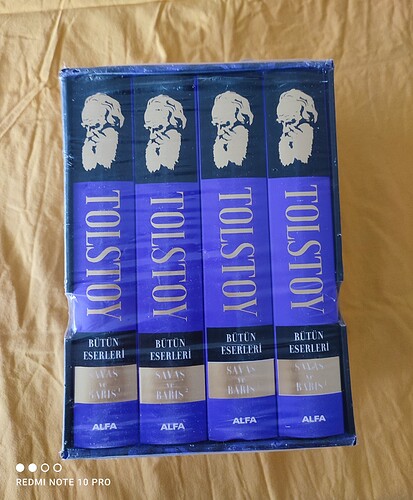 TOLSTOY
BÜTÜN
ESERLERİ
SAVAŞ
ve
BARIŞ
ALFA
TOLSTOY
BÜTÜN
ESERLERİ
SAVAŞ
ve
BARIŞ
ALFA
TOLSTOY
BÜTÜN
ESERLERİ
SAVAŞ
ve
BARIŞ
ALFA
TOLSTOY
BÜTÜN
ESERLERİ
SAVAŞ
ve
BARIŞ
ALFA
REDMI NOTE 10 PRO